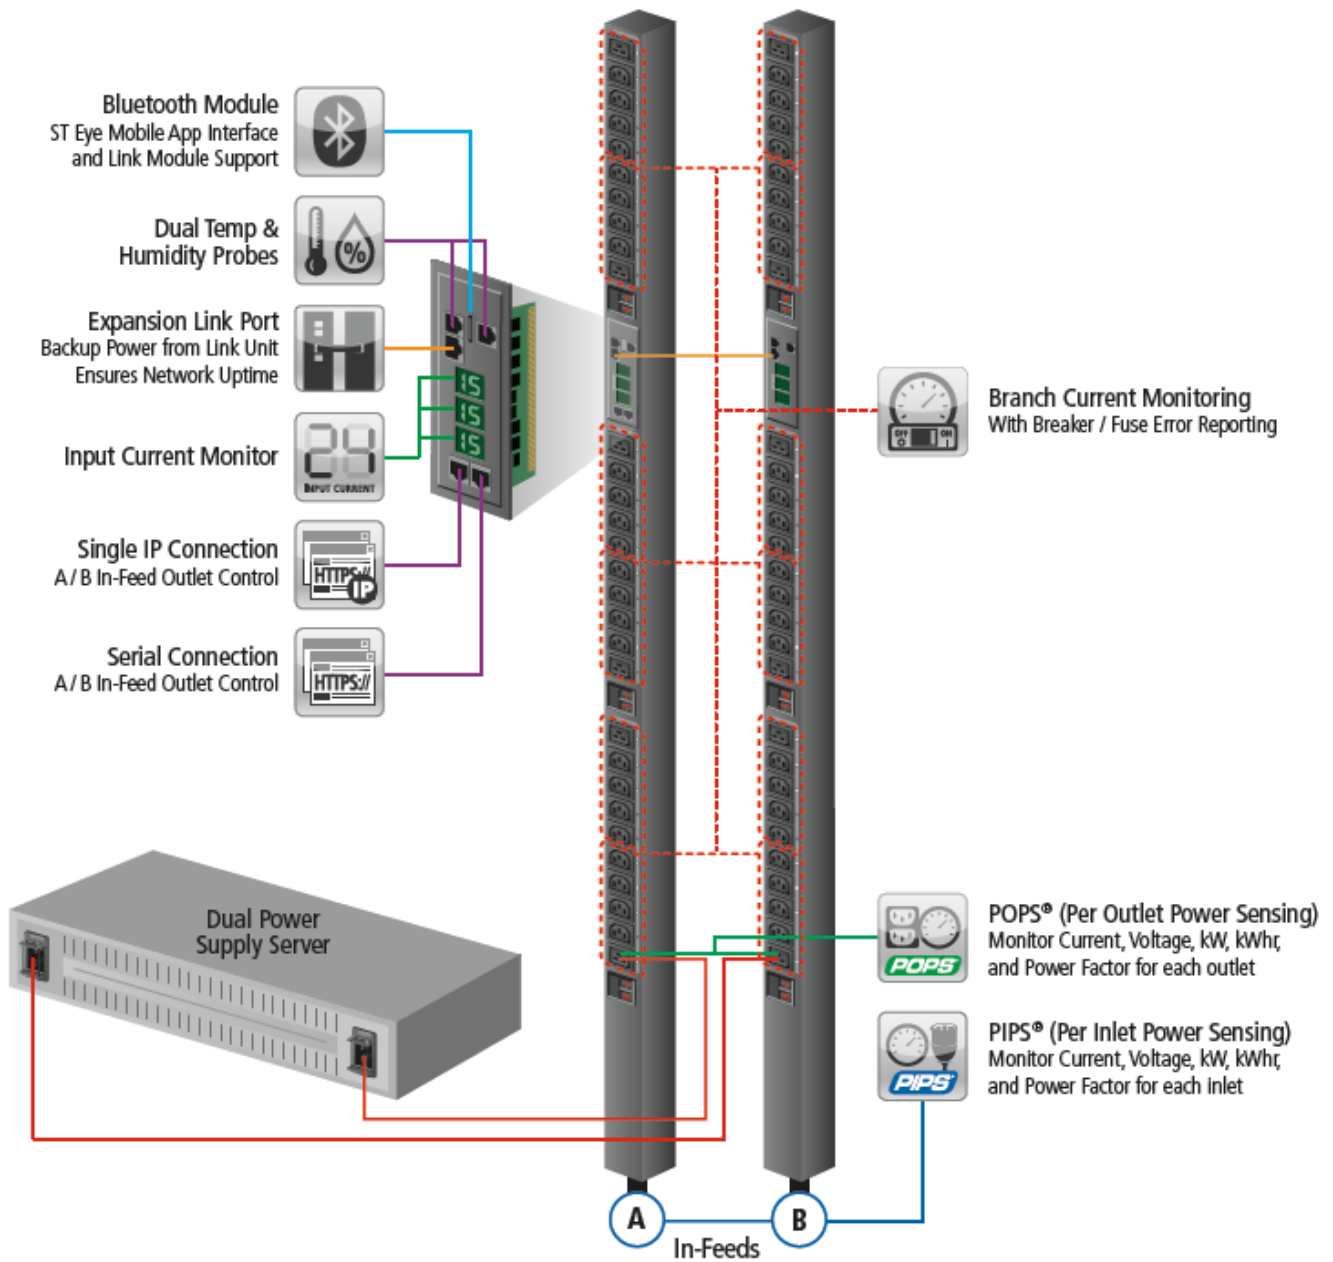 Bluetooth Module
ST Eye Mobile App Interface
and Link Module Support
Dual Temp &
Humidity Probes
%
Expansion Link Port
Backup Power from Link Unit
Ensures Network Uptime
15
15
15
Input Current Monitor
24
INPUT CURRENT
Single IP Connection
A / B In-Feed Outlet Control
HTTPS://
IP
Serial Connection
A / B In-Feed Outlet Control
HTTPS://
Branch Current Monitoring
With Breaker / Fuse Error Reporting
OFF
O
ON
I
Dual Power
Supply Server
POPS® (Per Outlet Power Sensing)
Monitor Current, Voltage, kW, kWhr,
and Power Factor for each outlet
POPS
PIPS® (Per Inlet Power Sensing)
Monitor Current, Voltage, kW, kWhr,
and Power Factor for each inlet
PIPS
A
B
In-Feeds